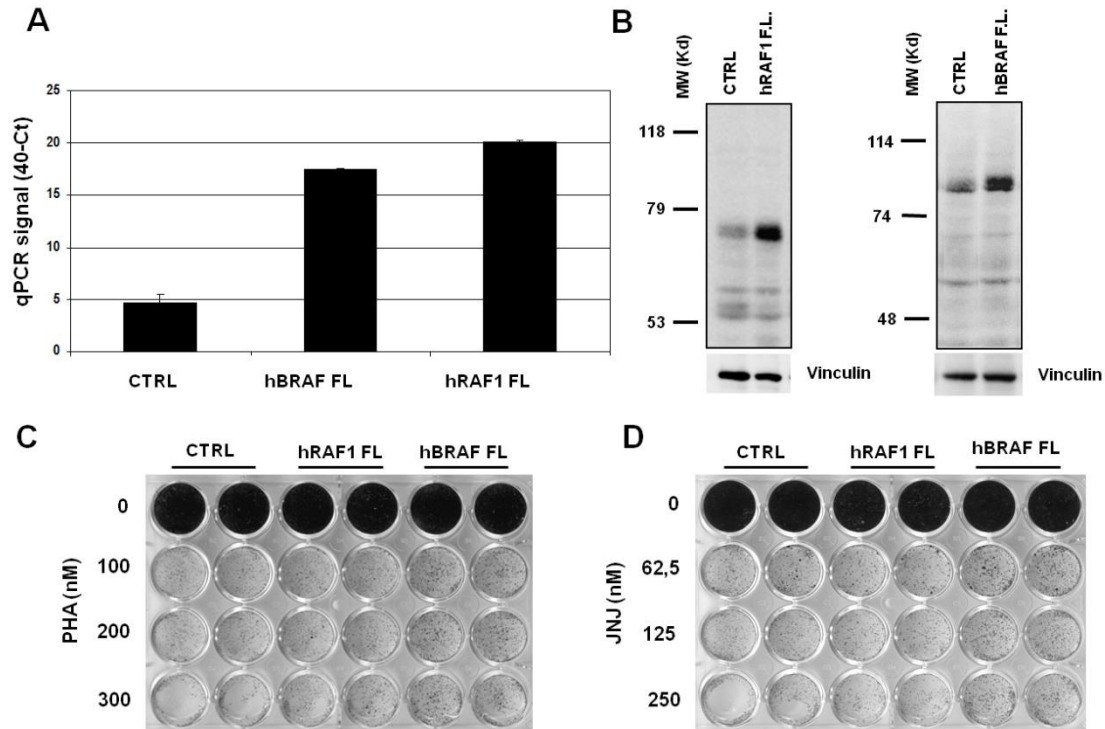 A
qPCR signal (40-Ct)
25
20
15
10
5
0
CTRL hBRAF FL hRAF1 FL
B
MW (Kd) CTRL hRAF1 F.L.
118
79
53
Vinculin
MW (Kd) CTRL hBRAF F.L.
114
74
48
Vinculin
C
CTRL hRAF1 FL hBRAF FL
PHA (nM)
0
100
200
300
D
CTRL hRAF1 FL hBRAF FL
JNJ (nM)
0
62,5
125
250